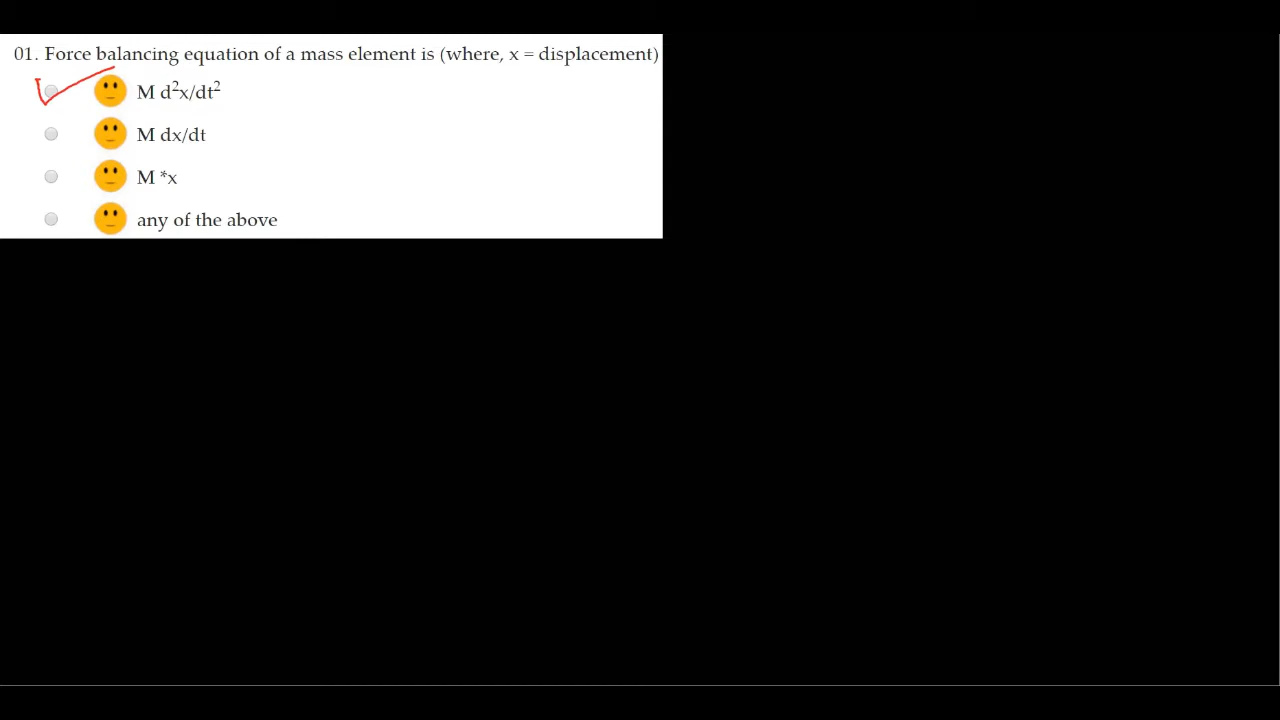 01. Force balancing equation of a mass element is (where, x = displacement)
M d²x/dt²
M dx/dt
M *x
any of the above